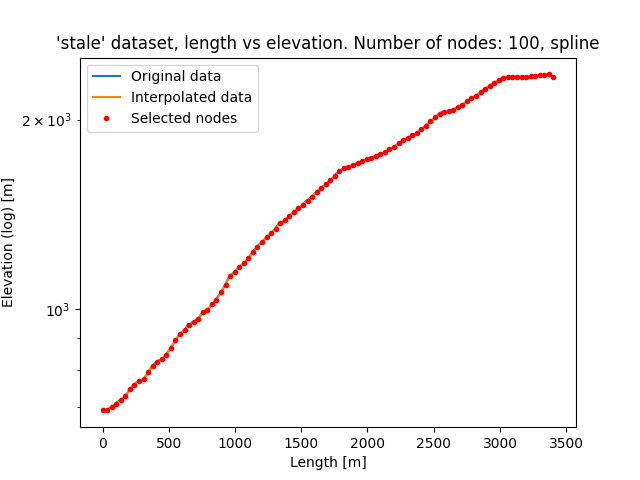 'stale' dataset, length vs elevation. Number of nodes: 100, spline
Original data
Interpolated data
Selected nodes
2 × 10³
10³
Elevation (log) [m]
0 500 1000 1500 2000 2500 3000 3500
Length [m]